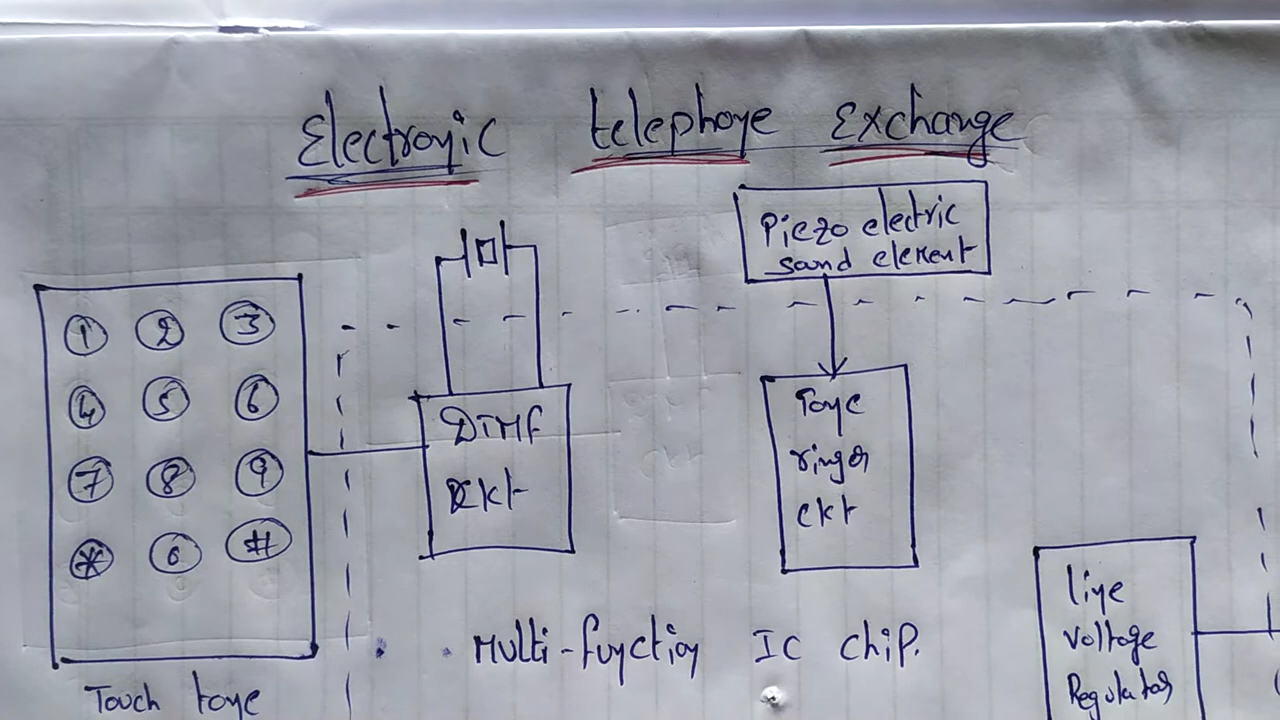 Electronic telephone Exchange
Piezo electric
sound element
1 2 3
4 5 6
7 8 9
* 0 #
DTMF
Ckt
Tone
ringer
ckt
Multi-function IC chip.
line
voltage
Regulator
Touch tone